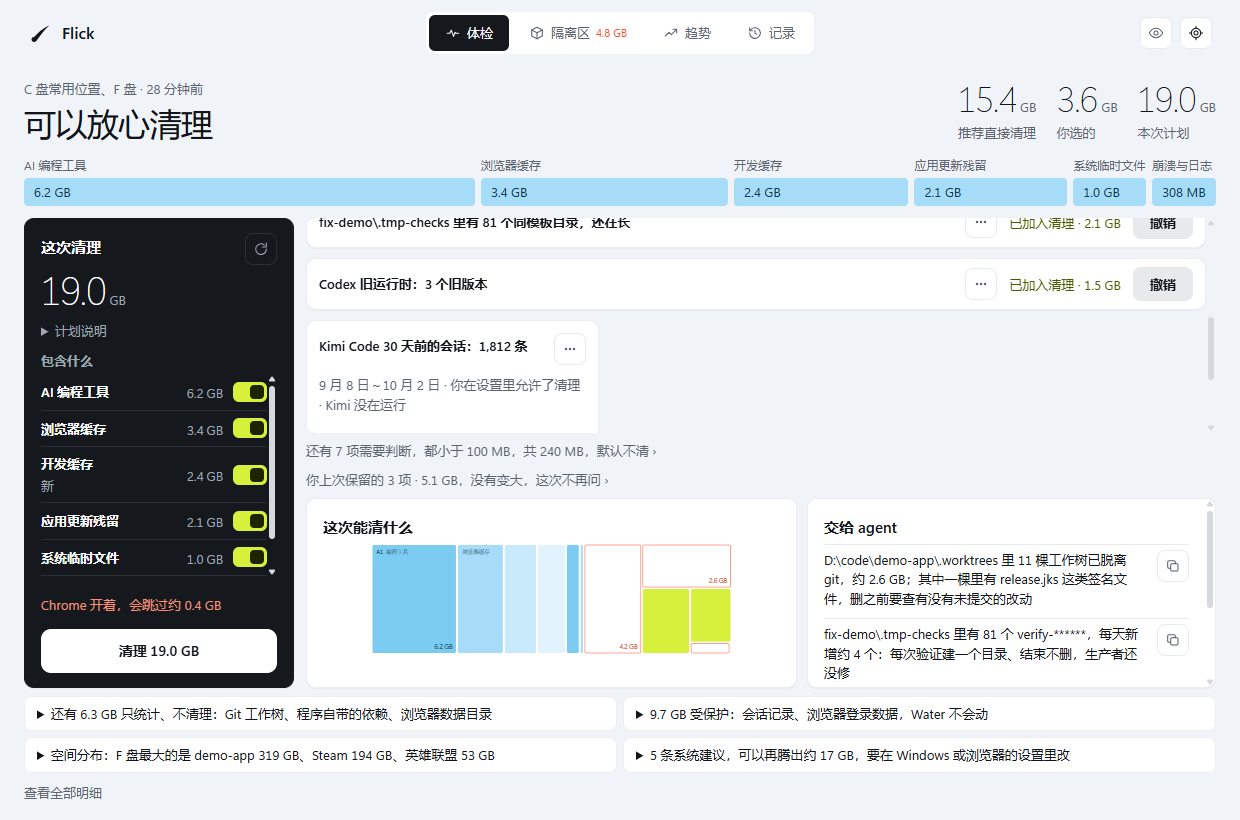 Flick
体检
隔离区 4.8 GB
趋势
记录
C 盘常用位置、F 盘 · 28 分钟前
可以放心清理
15.4 GB
推荐直接清理
3.6 GB
你选的
19.0 GB
本次计划
AI 编程工具
6.2 GB
浏览器缓存
3.4 GB
开发缓存
2.4 GB
应用更新残留
2.1 GB
系统临时文件
1.0 GB
崩溃与日志
308 MB
这次清理
19.0 GB
计划说明
包含什么
AI 编程工具 6.2 GB
浏览器缓存 3.4 GB
开发缓存
新
2.4 GB
应用更新残留 2.1 GB
系统临时文件 1.0 GB
Chrome 开着，会跳过约 0.4 GB
清理 19.0 GB
fix-demo\.tmp-checks 里有 81 个同模板目录，还在长
已加入清理 · 2.1 GB
撤销
Codex 旧运行时：3 个旧版本
已加入清理 · 1.5 GB
撤销
Kimi Code 30 天前的会话：1,812 条
9 月 8 日 ~ 10 月 2 日 · 你在设置里允许了清理
· Kimi 没在运行
还有 7 项需要判断，都小于 100 MB，共 240 MB，默认不清 ›
你上次保留的 3 项 · 5.1 GB，没有变大，这次不再问 ›
这次能清什么
AI 编程工具
6.2 GB
浏览器缓存
4.2 GB
2.6 GB
交给 agent
D:\code\demo-app\.worktrees 里 11 棵工作树已脱离
git，约 2.6 GB；其中一棵里有 release.jks 这类签名文
件，删之前要查有没有未提交的改动
fix-demo\.tmp-checks 里有 81 个 verify-******，每天新
增约 4 个：每次验证建一个目录、结束不删，生产者还
没修
还有 6.3 GB 只统计、不清理：Git 工作树、程序自带的依赖、浏览器数据目录
9.7 GB 受保护：会话记录、浏览器登录数据，Water 不会动
空间分布：F 盘最大的是 demo-app 319 GB、Steam 194 GB、英雄联盟 53 GB
5 条系统建议，可以再腾出约 17 GB，要在 Windows 或浏览器的设置里改
查看全部明细